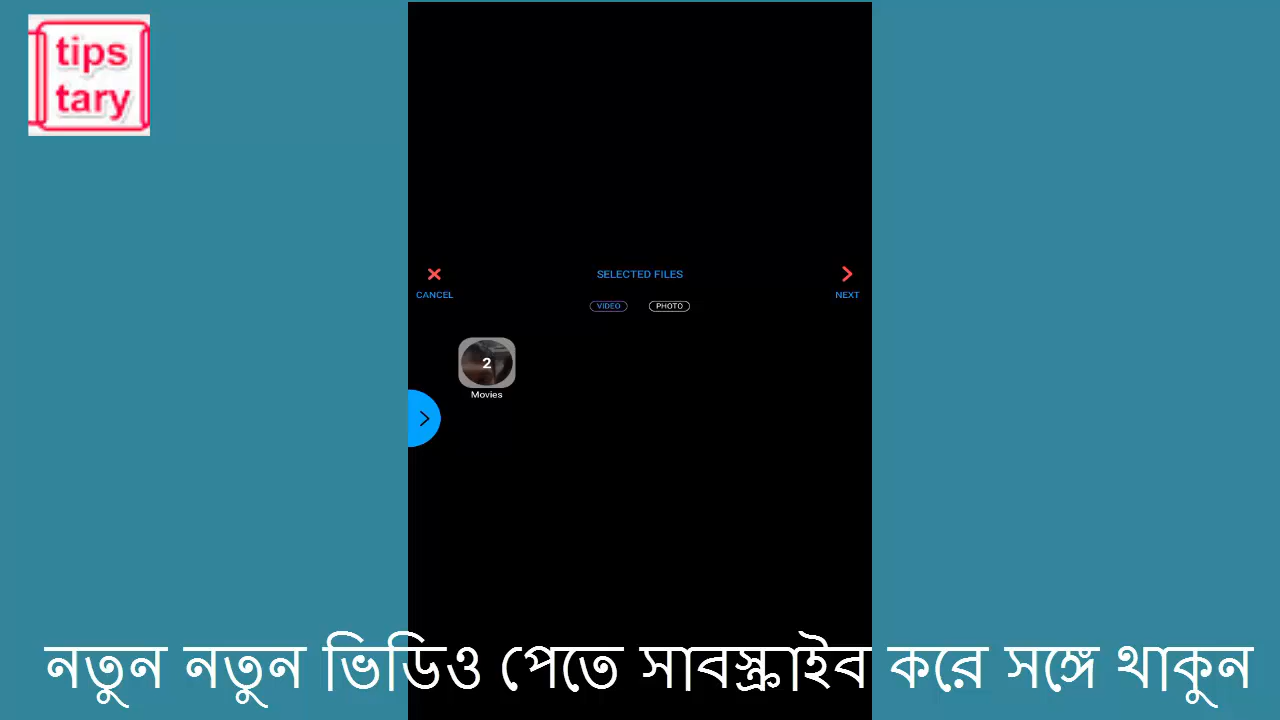 tips
tary
SELECTED FILES
CANCEL
NEXT
VIDEO
PHOTO
2
Movies
নতুন নতুন ভিডিও পেতে সাবস্ক্রাইব করে সঙ্গে থাকুন